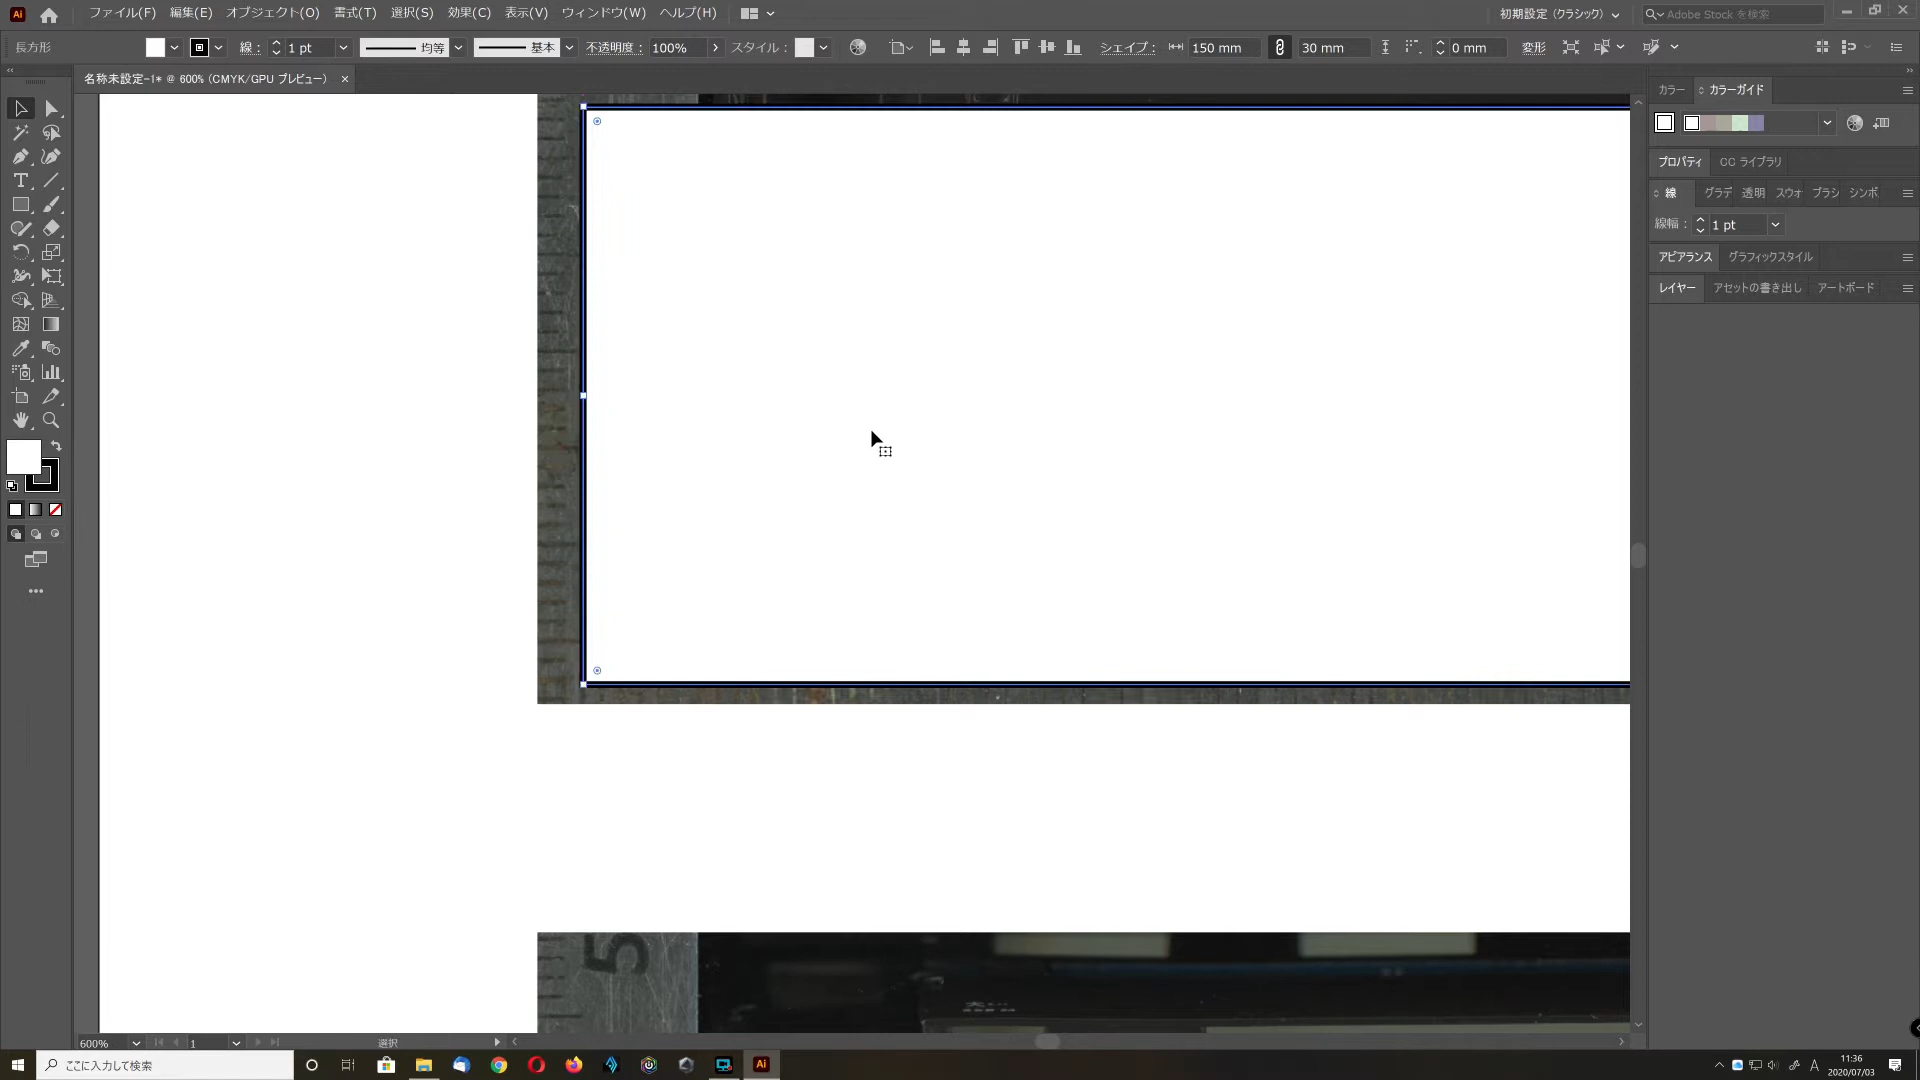 Ai ファイル(F) 編集(E) オブジェクト(O) 書式(T) 選択(S) 効果(C) 表示(V) ウィンドウ(W) ヘルプ(H) 初期設定 (クラシック) Adobe Stock を検索
長方形 線 : 1 pt 均等 基本 不透明度 : 100% スタイル : シェイプ : 150 mm 30 mm 0 mm 変形
名称未設定-1* @ 600% (CMYK/GPU プレビュー) ×
カラー カラーガイド
プロパティ CC ライブラリ
線 グラデ 透明 スウォ ブラシ シンボ
線幅 : 1 pt
アピアランス グラフィックスタイル
レイヤー アセットの書き出し アートボード
T
5
600% 1 選択
ここに入力して検索 Ai A 11:36
2020/07/03